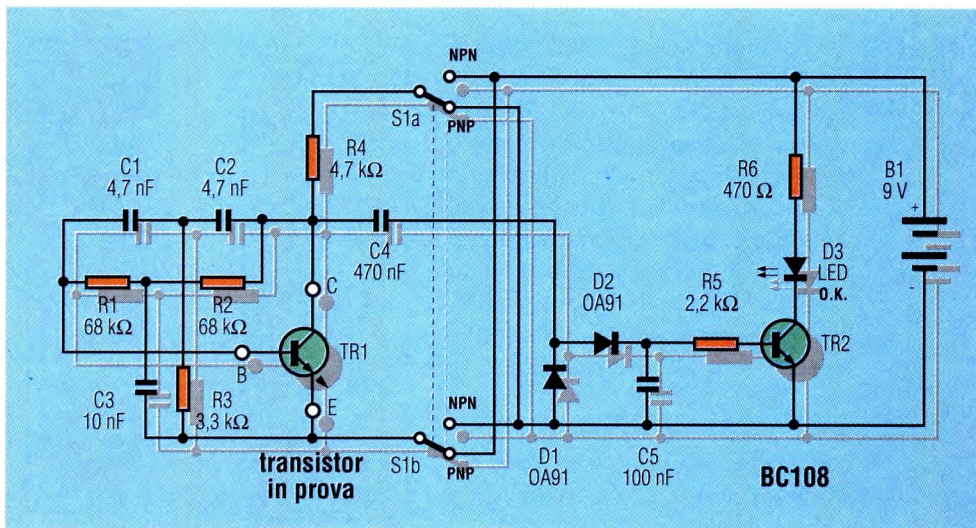 NPN
S1a
PNP
R4
4,7 kΩ
C1
4,7 nF
C2
4,7 nF
R6
470 Ω
B1
9 V
+
-
C4
470 nF
D3
LED
O.K.
R1
68 kΩ
R2
68 kΩ
C
D2
OA91
R5
2,2 kΩ
TR1
TR2
B
C3
10 nF
R3
3,3 kΩ
E
NPN
S1b
PNP
D1
OA91
C5
100 nF
transistor
in prova
BC108